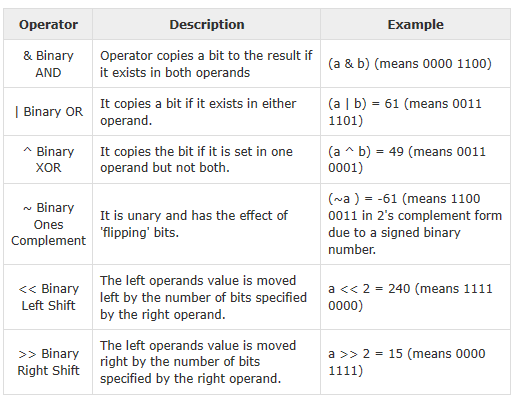 Operator Description Example
& Binary AND
Operator copies a bit to the result if
it exists in both operands
(a & b) (means 0000 1100)
| Binary OR
It copies a bit if it exists in either
operand.
(a | b) = 61 (means 0011
1101)
^ Binary
XOR
It copies the bit if it is set in one
operand but not both.
(a ^ b) = 49 (means 0011
0001)
~ Binary
Ones
Complement
It is unary and has the effect of
'flipping' bits.
(~a ) = -61 (means 1100
0011 in 2's complement form
due to a signed binary
number.
<< Binary
Left Shift
The left operands value is moved
left by the number of bits specified
by the right operand.
a << 2 = 240 (means 1111
0000)
>> Binary
Right Shift
The left operands value is moved
right by the number of bits
specified by the right operand.
a >> 2 = 15 (means 0000
1111)